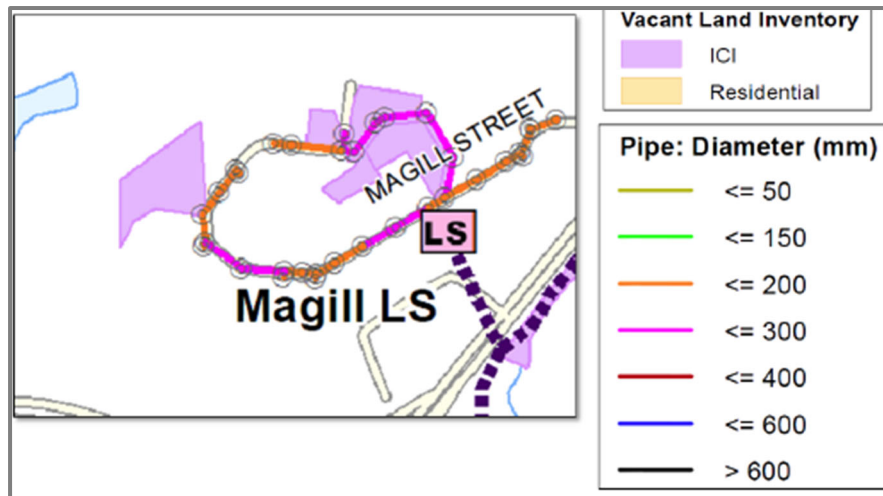 MAGILL STREET
LS
Magill LS
Vacant Land Inventory
ICI
Residential
Pipe: Diameter (mm)
<= 50
<= 150
<= 200
<= 300
<= 400
<= 600
> 600